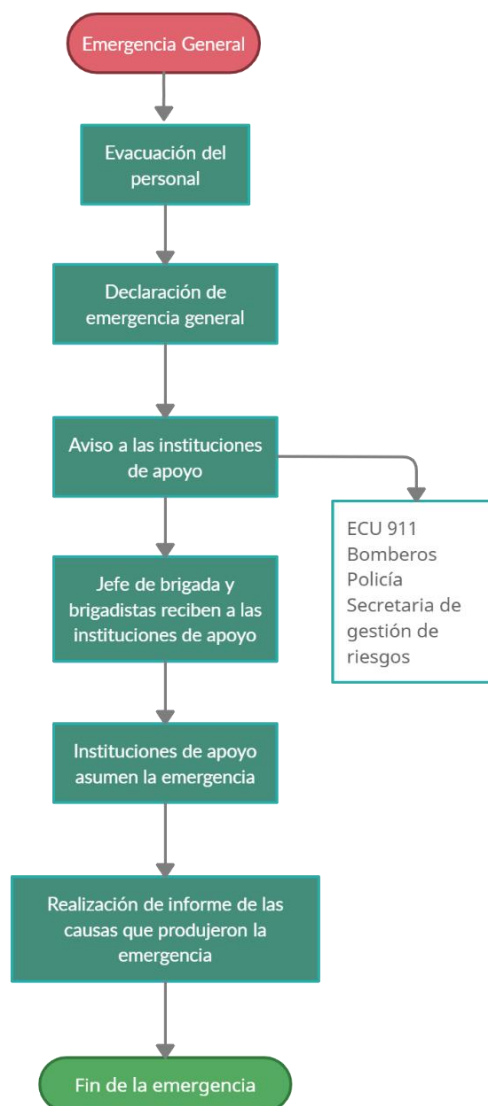 Emergencia General
Evacuación del
personal
Declaración de
emergencia general
Aviso a las instituciones
de apoyo
ECU 911
Bomberos
Policía
Secretaria de
gestión de
riesgos
Jefe de brigada y
brigadistas reciben a las
instituciones de apoyo
Instituciones de apoyo
asumen la emergencia
Realización de informe de las
causas que produjeron la
emergencia
Fin de la emergencia